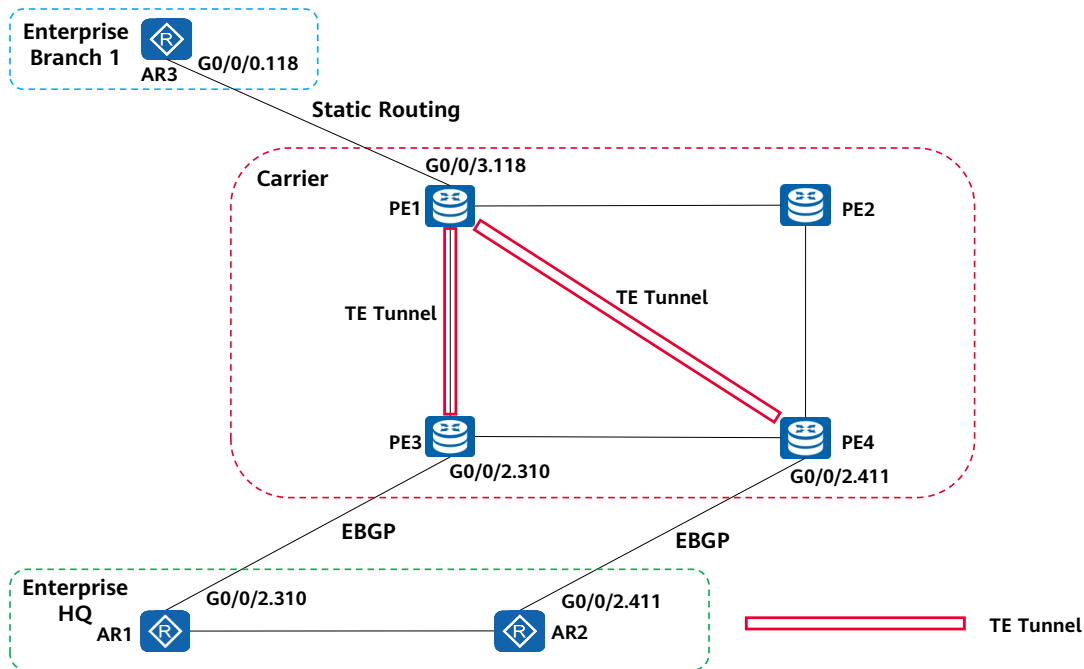 Enterprise
Branch 1
R
AR3
G0/0/0.118
Static Routing
G0/0/3.118
Carrier
PE1
PE2
TE Tunnel
TE Tunnel
PE3
PE4
G0/0/2.310
G0/0/2.411
EBGP
EBGP
Enterprise
HQ
G0/0/2.310
G0/0/2.411
AR1
R
R
AR2
TE Tunnel